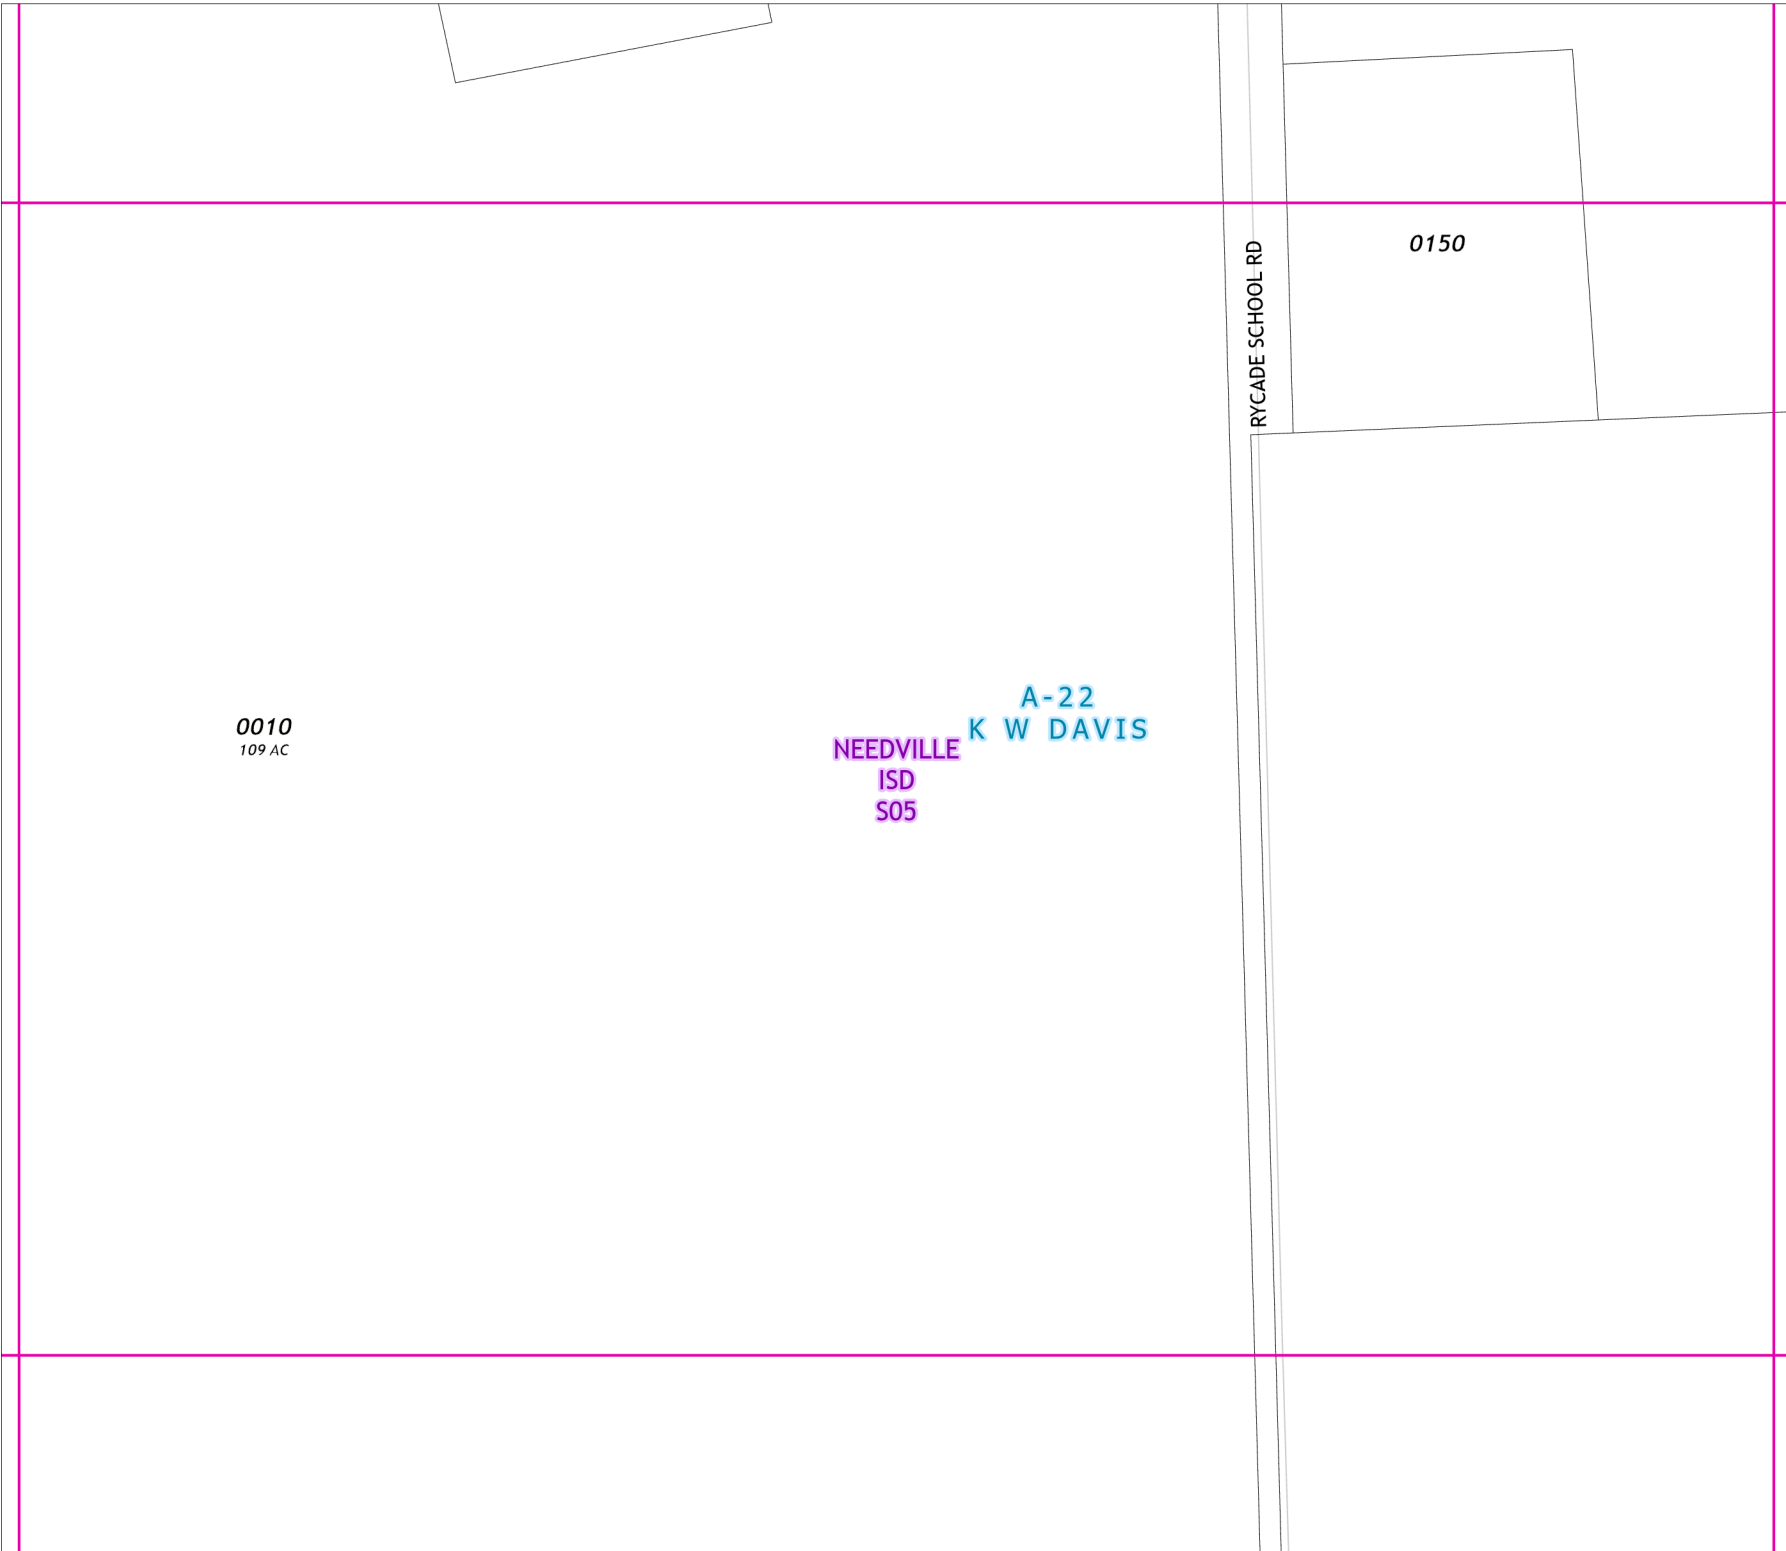 0150
RYCADE SCHOOL RD
A-22
K W DAVIS
0010
109 AC
NEEDVILLE
ISD
S05